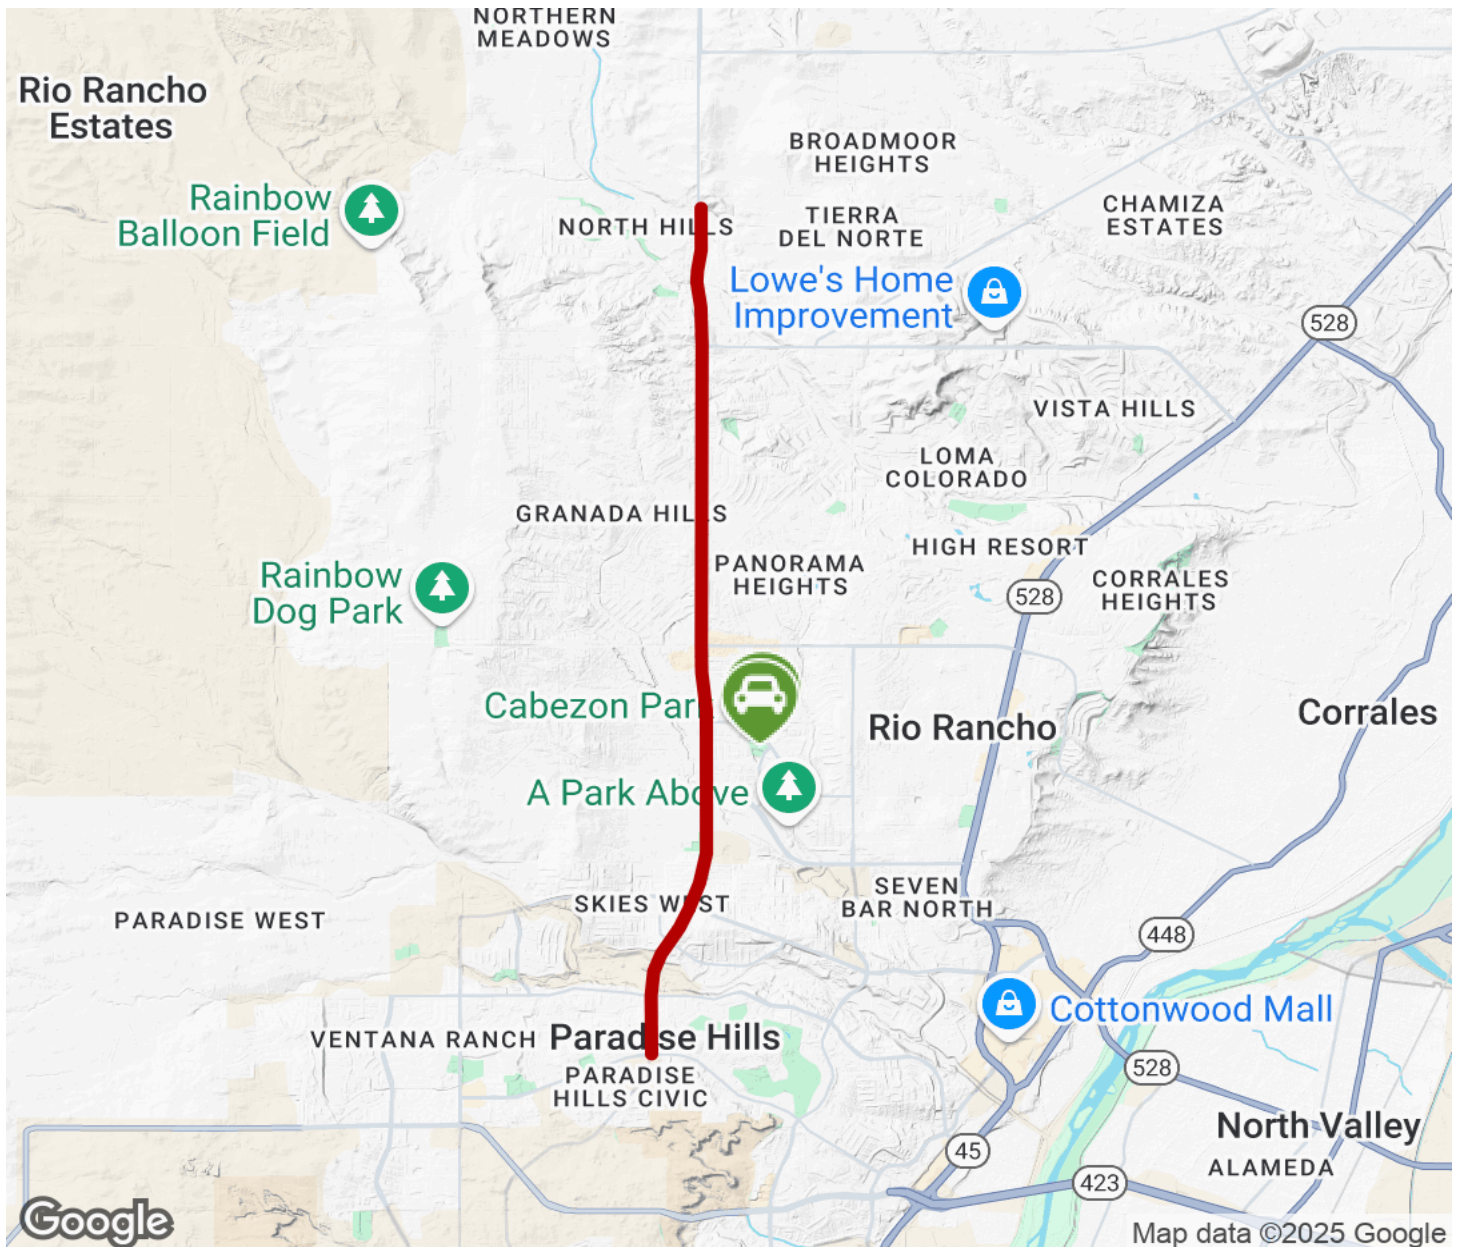 NORTHERN
MEADOWS
Rio Rancho
Estates
BROADMOOR
HEIGHTS
Rainbow
Balloon Field
NORTH HILLS
TIERRA
DEL NORTE
CHAMIZA
ESTATES
Lowe's Home
Improvement
528
VISTA HILLS
LOMA
COLORADO
GRANADA HILLS
HIGH RESORT
PANORAMA
HEIGHTS
Rainbow
Dog Park
528
CORRALES
HEIGHTS
Cabezon Park
Rio Rancho
Corrales
A Park Above
SKIES WEST
SEVEN
BAR NORTH
PARADISE WEST
448
Cottonwood Mall
VENTANA RANCH
Paradise Hills
PARADISE
HILLS CIVIC
528
North Valley
45
ALAMEDA
423
Google
Map data ©2025 Google